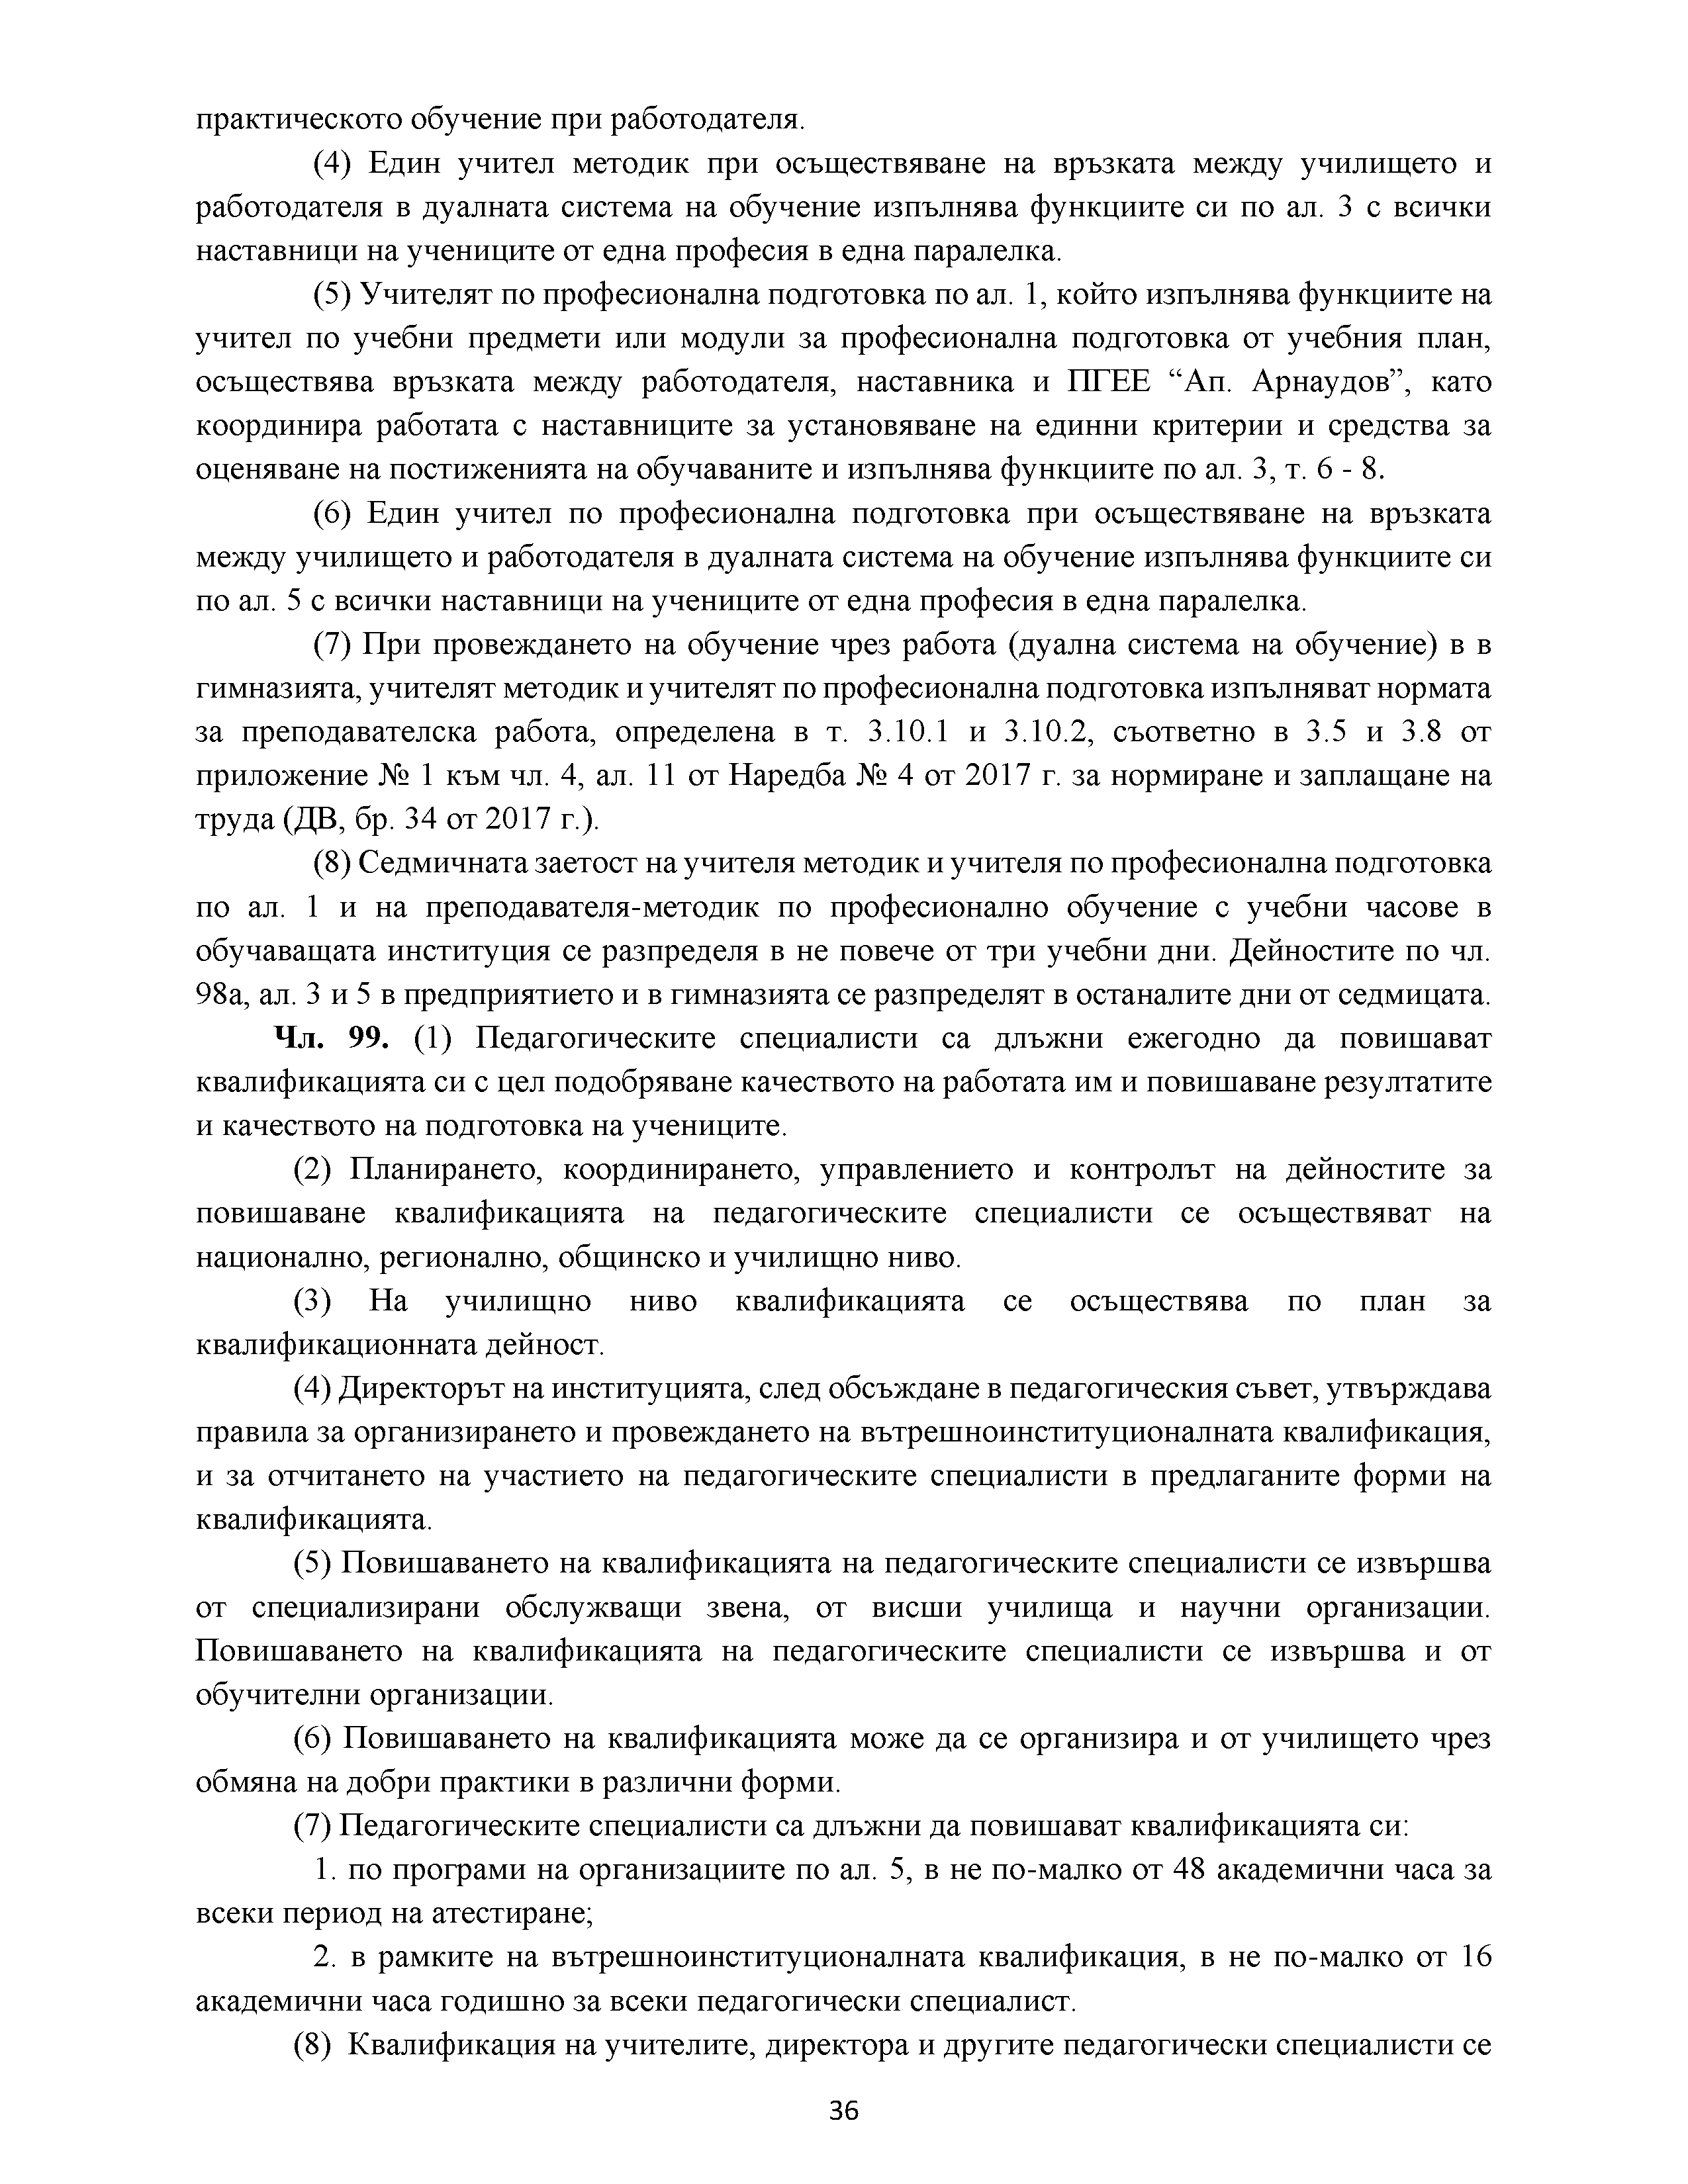 практическото обучение при работодателя.
(4) Един учител методик при осъществяване на връзката между училището и
работодателя в дуалната система на обучение изпълнява функциите си по ал. 3 с всички
наставници на учениците от една професия в една паралелка.
(5) Учителят по професионална подготовка по ал. 1, който изпълнява функциите на
учител по учебни предмети или модули за професионална подготовка от учебния план,
осъществява връзката между работодателя, наставника и ПГЕЕ “Ап. Арнаудов”, като
координира работата с наставниците за установяване на единни критерии и средства за
оценяване на постиженията на обучаваните и изпълнява функциите по ал. 3, т. 6 - 8.
(6) Един учител по професионална подготовка при осъществяване на връзката
между училището и работодателя в дуалната система на обучение изпълнява функциите си
по ал. 5 с всички наставници на учениците от една професия в една паралелка.
(7) При провеждането на обучение чрез работа (дуална система на обучение) в в
гимназията, учителят методик и учителят по професионална подготовка изпълняват нормата
за преподавателска работа, определена в т. 3.10.1 и 3.10.2, съответно в 3.5 и 3.8 от
приложение № 1 към чл. 4, ал. 11 от Наредба № 4 от 2017 г. за нормиране и заплащане на
труда (ДВ, бр. 34 от 2017 г.).
(8) Седмичната заетост на учителя методик и учителя по професионална подготовка
по ал. 1 и на преподавателя-методик по професионално обучение с учебни часове в
обучаващата институция се разпределя в не повече от три учебни дни. Дейностите по чл.
98а, ал. 3 и 5 в предприятието и в гимназията се разпределят в останалите дни от седмицата.
Чл. 99. (1) Педагогическите специалисти са длъжни ежегодно да повишават
квалификацията си с цел подобряване качеството на работата им и повишаване резултатите
и качеството на подготовка на учениците.
(2) Планирането, координирането, управлението и контролът на дейностите за
повишаване квалификацията на педагогическите специалисти се осъществяват на
национално, регионално, общинско и училищно ниво.
(3) На училищно ниво квалификацията се осъществява по план за
квалификационната дейност.
(4) Директорът на институцията, след обсъждане в педагогическия съвет, утвърждава
правила за организирането и провеждането на вътрешноинституционалната квалификация,
и за отчитането на участието на педагогическите специалисти в предлаганите форми на
квалификацията.
(5) Повишаването на квалификацията на педагогическите специалисти се извършва
от специализирани обслужващи звена, от висши училища и научни организации.
Повишаването на квалификацията на педагогическите специалисти се извършва и от
обучителни организации.
(6) Повишаването на квалификацията може да се организира и от училището чрез
обмяна на добри практики в различни форми.
(7) Педагогическите специалисти са длъжни да повишават квалификацията си:
1. по програми на организациите по ал. 5, в не по-малко от 48 академични часа за
всеки период на атестиране;
2. в рамките на вътрешноинституционалната квалификация, в не по-малко от 16
академични часа годишно за всеки педагогически специалист.
(8) Квалификация на учителите, директора и другите педагогически специалисти се
36